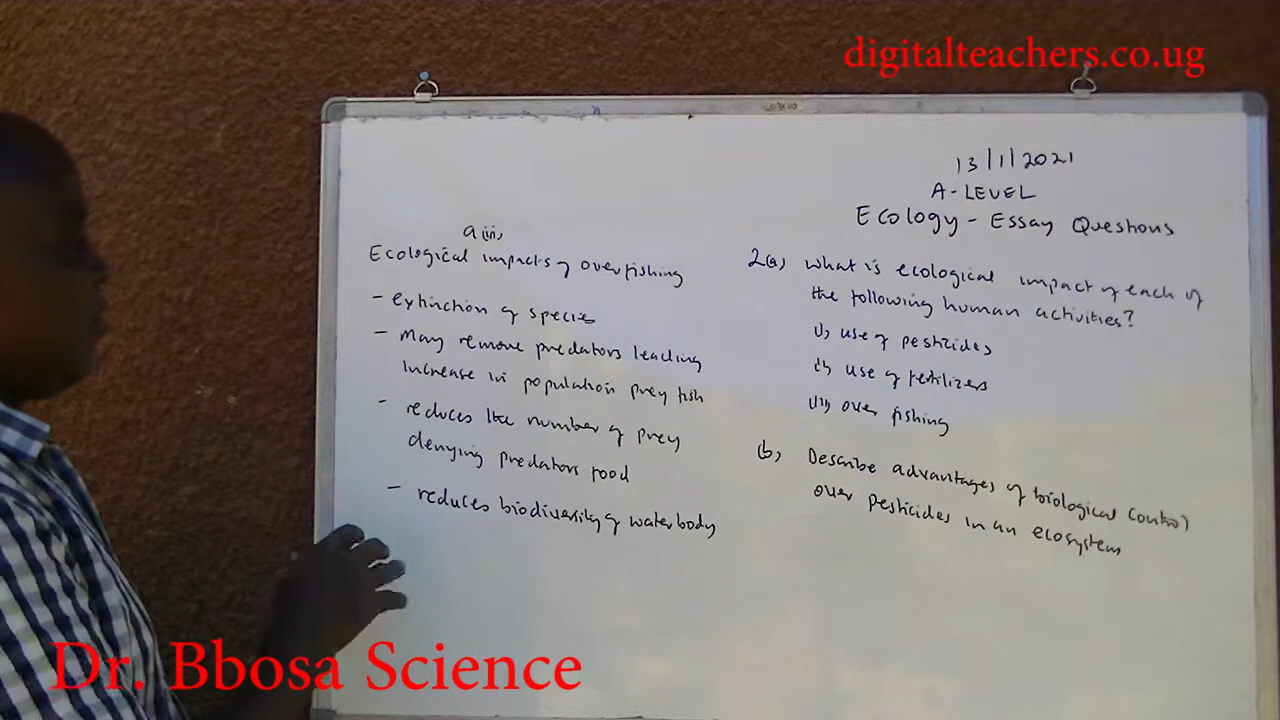 digitalteachers.co.ug
13/1/2021
A-LEVEL
Ecology - Essay Questions
a(iii)
Ecological impacts of overfishing
- extinction of species
- May remove predators leading
increase in population prey fish
- reduces the number of prey
denying predators food
- reduces biodiversity of waterbody
2(a) What is ecological impact of each of
the following human activities?
i) use of pesticides
ii) use of fertilizers
iii) over fishing
(b) Describe advantages of biological control
over pesticides in an ecosystem
Dr. Bbosa Science